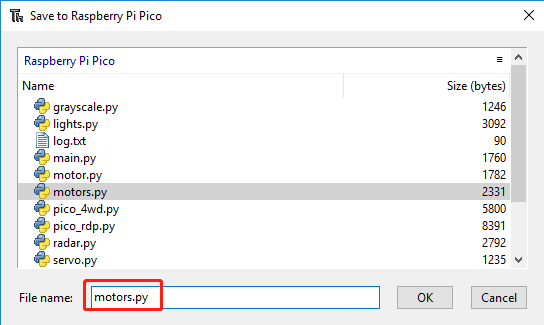 Save to Raspberry Pi Pico
Raspberry Pi Pico
Name Size (bytes)
grayscale.py 1246
lights.py 3092
log.txt 90
main.py 1760
motor.py 1782
motors.py 2331
pico_4wd.py 5800
pico_rdp.py 8391
radar.py 2792
servo.py 1235
File name: motors.py OK Cancel